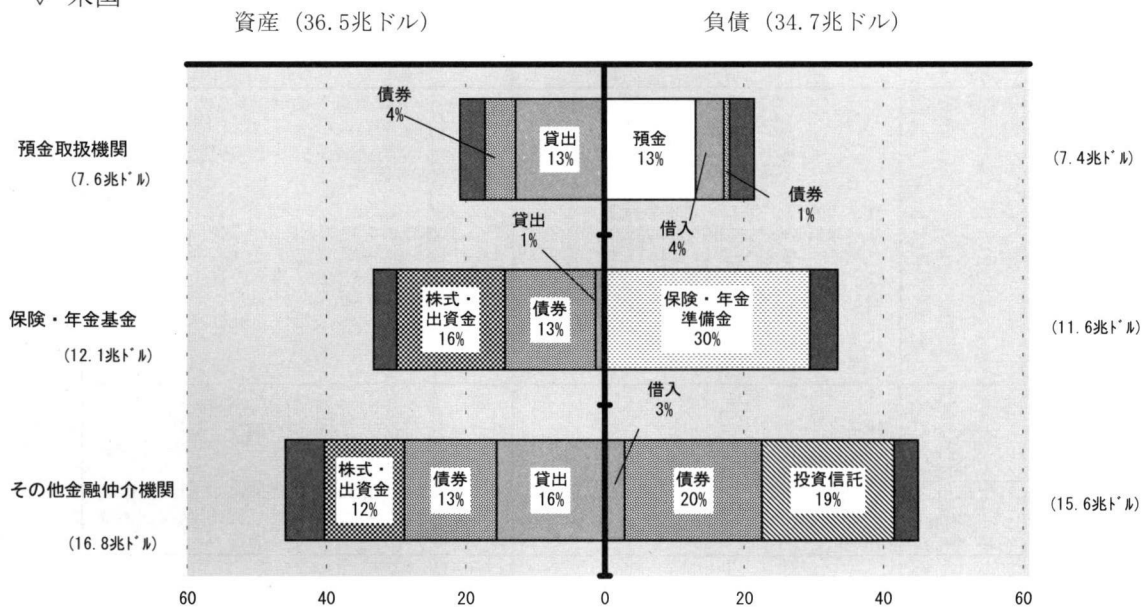 ▽ 米国
資産（36.5兆ドル）
負債（34.7兆ドル）
預金取扱機関
(7.6兆ﾄﾞﾙ)
債券
4%
貸出
13%
預金
13%
借入
4%
債券
1%
(7.4兆ﾄﾞﾙ)
保険・年金基金
(12.1兆ﾄﾞﾙ)
株式・
出資金
16%
債券
13%
貸出
1%
保険・年金
準備金
30%
(11.6兆ﾄﾞﾙ)
その他金融仲介機関
(16.8兆ﾄﾞﾙ)
株式・
出資金
12%
債券
13%
貸出
16%
借入
3%
債券
20%
投資信託
19%
(15.6兆ﾄﾞﾙ)
60 40 20 0 20 40 60